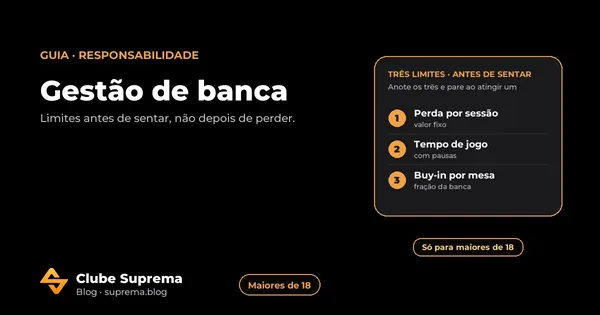 GUIA · RESPONSABILIDADE
Gestão de banca
Limites antes de sentar, não depois de perder.
TRÊS LIMITES · ANTES DE SENTAR
Anote os três e pare ao atingir um
1 Perda por sessão
valor fixo
2 Tempo de jogo
com pausas
3 Buy-in por mesa
fração da banca
Só para maiores de 18
Clube Suprema
Blog · suprema.blog
Maiores de 18